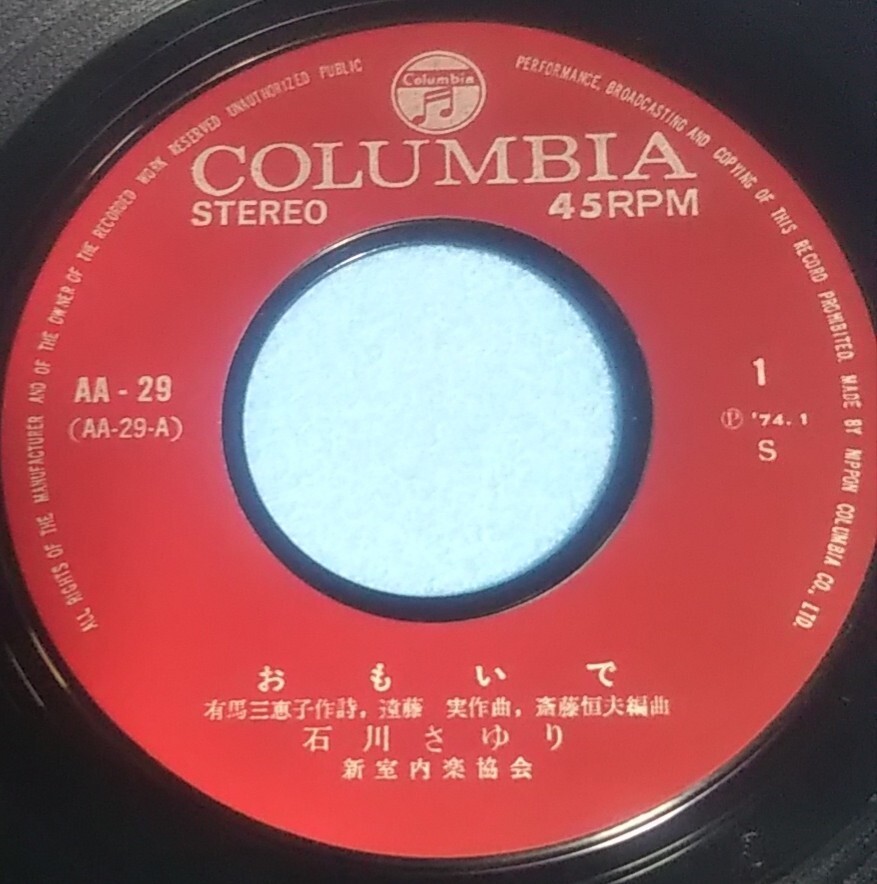 Columbia
ALL RIGHTS OF THE MANUFACTURER AND OF THE OWNER OF THE RECORDED WORK RESERVED UNAUTHORIZED PUBLIC PERFORMANCE, BROADCASTING AND COPYING OF THIS RECORD PROHIBITED. MADE BY NIPPON COLUMBIA CO., LTD.
COLUMBIA
STEREO 45RPM
AA-29 1
(AA-29-A) Ⓟ '74.1
S
おもいで
有馬三恵子作詩, 遠藤 実作曲, 斎藤恒夫編曲
石川さゆり
新室内楽協会